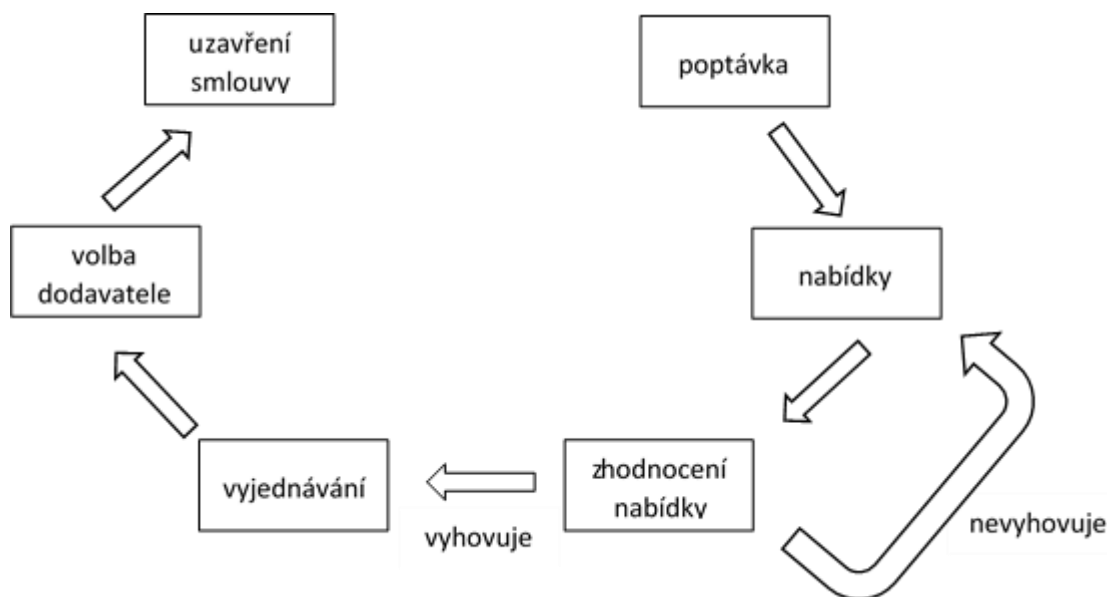 uzavření
smlouvy
poptávka
volba
dodavatele
nabídky
vyjednávání
vyhovuje
zhodnocení
nabídky
nevyhovuje